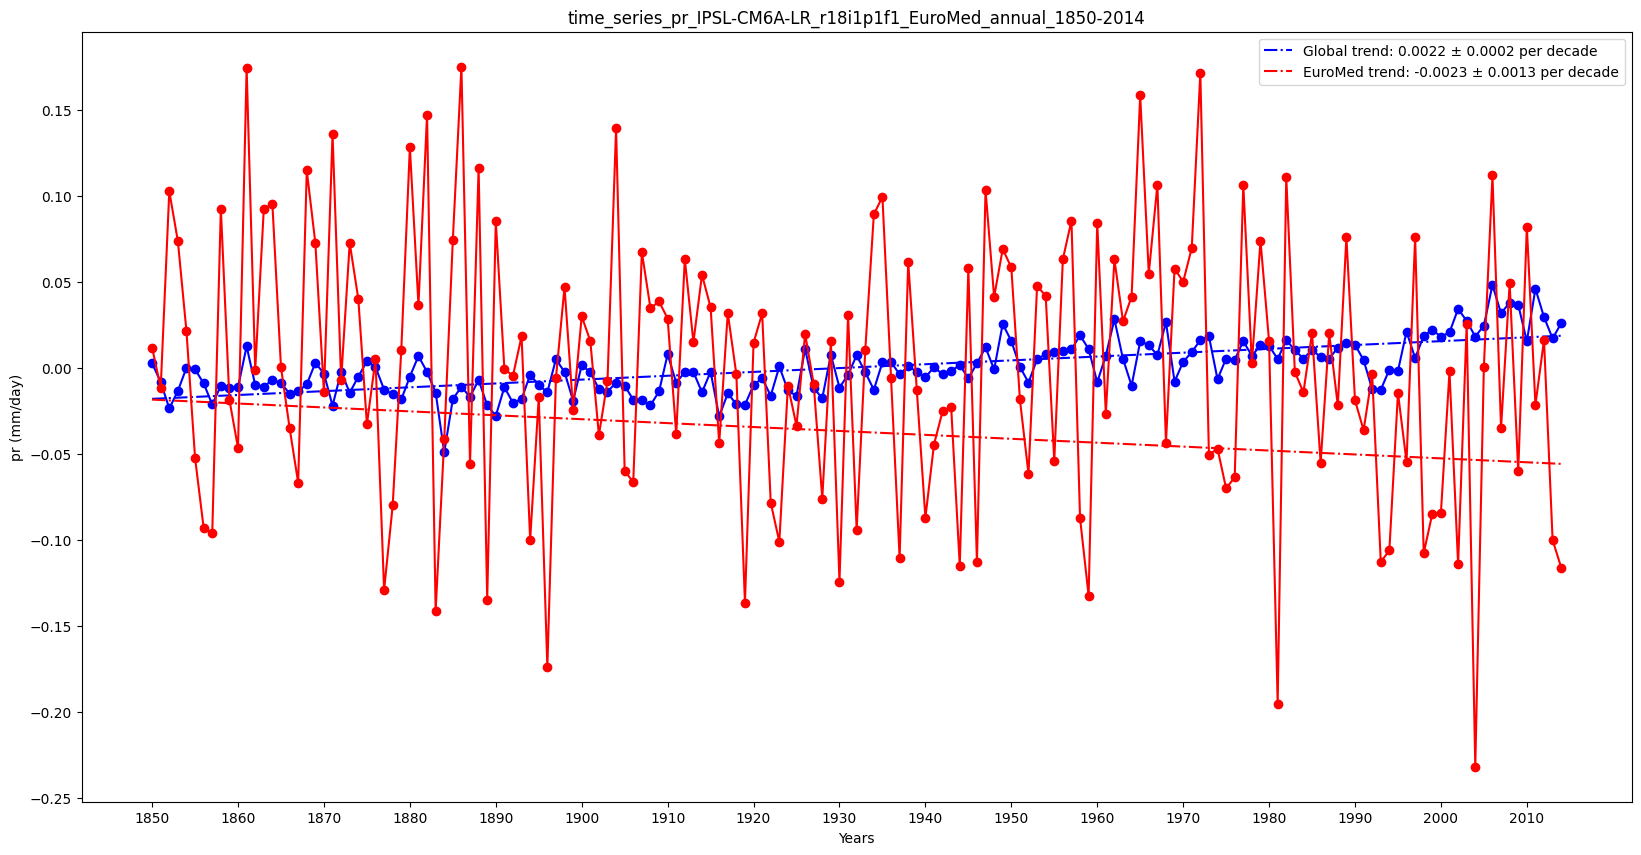 time_series_pr_IPSL-CM6A-LR_r18i1p1f1_EuroMed_annual_1850-2014
Global trend: 0.0022 ± 0.0002 per decade
EuroMed trend: -0.0023 ± 0.0013 per decade
pr (mm/day)
0.15
0.10
0.05
0.00
−0.05
−0.10
−0.15
−0.20
−0.25
1850 1860 1870 1880 1890 1900 1910 1920 1930 1940 1950 1960 1970 1980 1990 2000 2010
Years